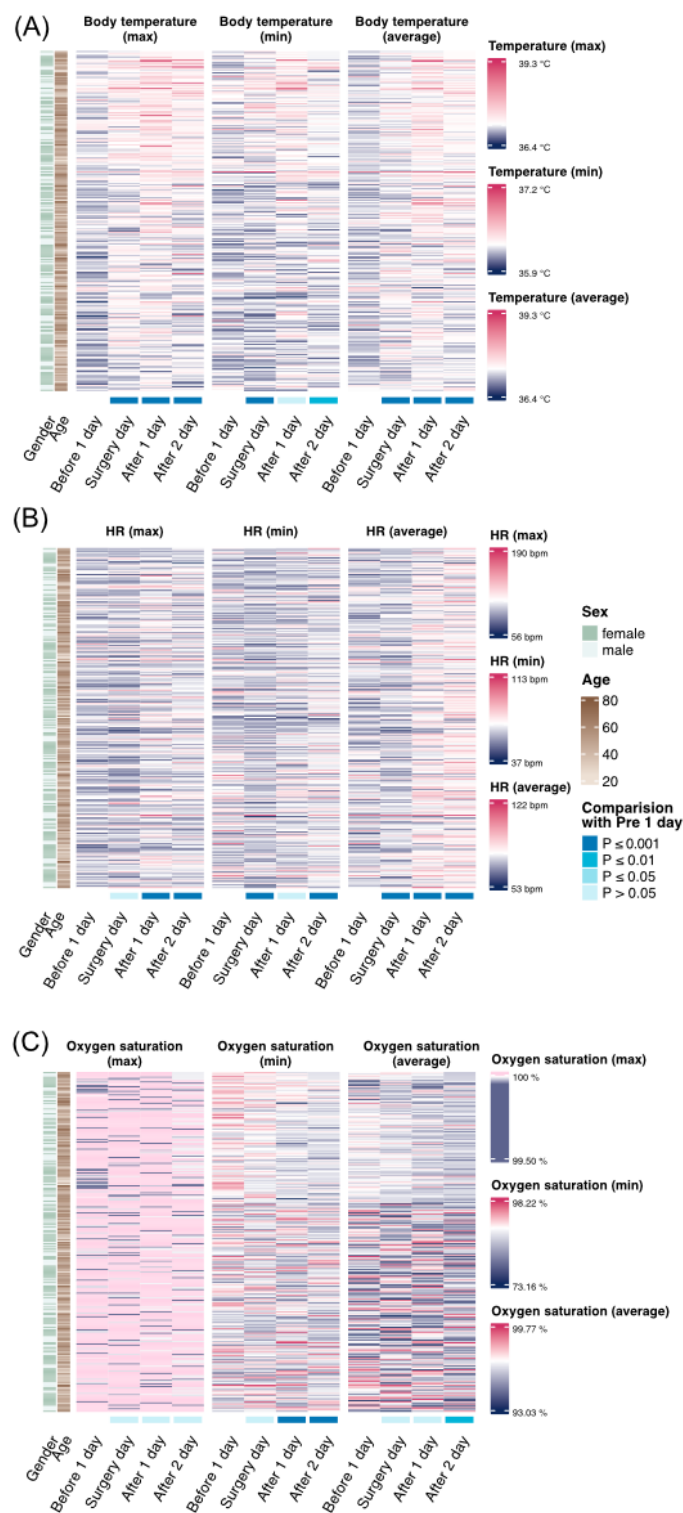 (A)
Body temperature
(max)
Body temperature
(min)
Body temperature
(average)
Temperature (max)
39.3 °C
36.4 °C
Temperature (min)
37.2 °C
35.9 °C
Temperature (average)
39.3 °C
36.4 °C
Gender
Age
Before 1 day
Surgery day
After 1 day
After 2 day
Before 1 day
Surgery day
After 1 day
After 2 day
Before 1 day
Surgery day
After 1 day
After 2 day
(B)
HR (max)
HR (min)
HR (average)
HR (max)
190 bpm
56 bpm
HR (min)
113 bpm
37 bpm
HR (average)
122 bpm
53 bpm
Gender
Age
Before 1 day
Surgery day
After 1 day
After 2 day
Before 1 day
Surgery day
After 1 day
After 2 day
Before 1 day
Surgery day
After 1 day
After 2 day
Sex
female
male
Age
80
60
40
20
Comparision
with Pre 1 day
P ≤ 0.001
P ≤ 0.01
P ≤ 0.05
P > 0.05
(C)
Oxygen saturation
(max)
Oxygen saturation
(min)
Oxygen saturation
(average)
Oxygen saturation (max)
100 %
99.50 %
Oxygen saturation (min)
98.22 %
73.16 %
Oxygen saturation (average)
99.77 %
93.03 %
Gender
Age
Before 1 day
Surgery day
After 1 day
After 2 day
Before 1 day
Surgery day
After 1 day
After 2 day
Before 1 day
Surgery day
After 1 day
After 2 day